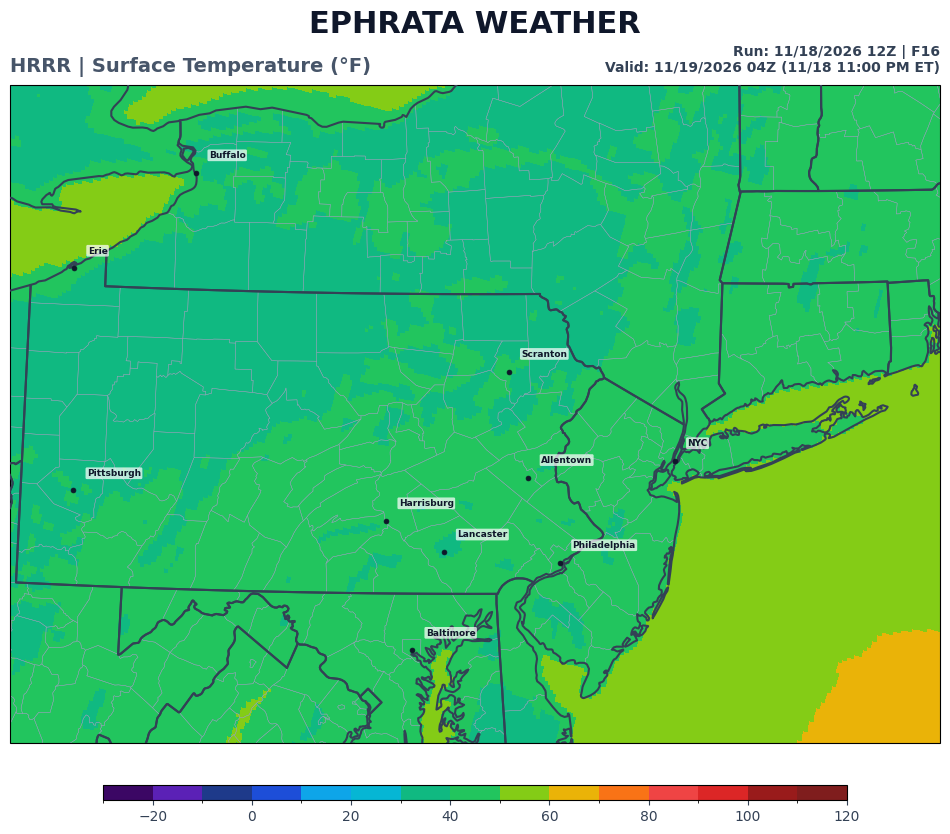 EPHRATA WEATHER
HRRR | Surface Temperature (°F)
Run: 11/18/2026 12Z | F16
Valid: 11/19/2026 04Z (11/18 11:00 PM ET)
Buffalo
Erie
Scranton
NYC
Allentown
Pittsburgh
Harrisburg
Lancaster
Philadelphia
Baltimore
−20 0 20 40 60 80 100 120